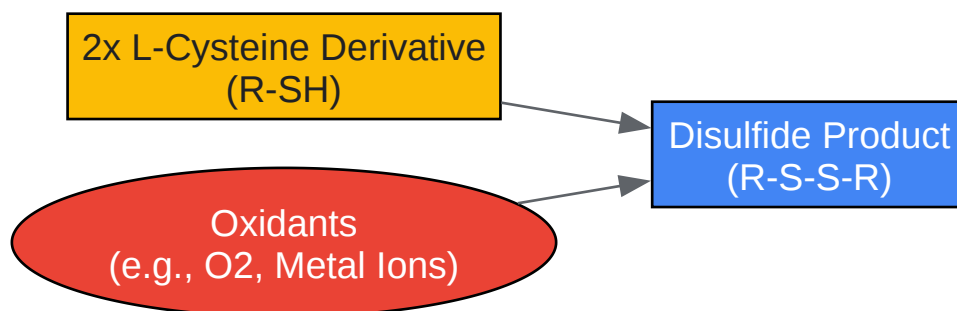 2x L-Cysteine Derivative
(R-SH)
Disulfide Product
(R-S-S-R)
Oxidants
(e.g., O2, Metal Ions)